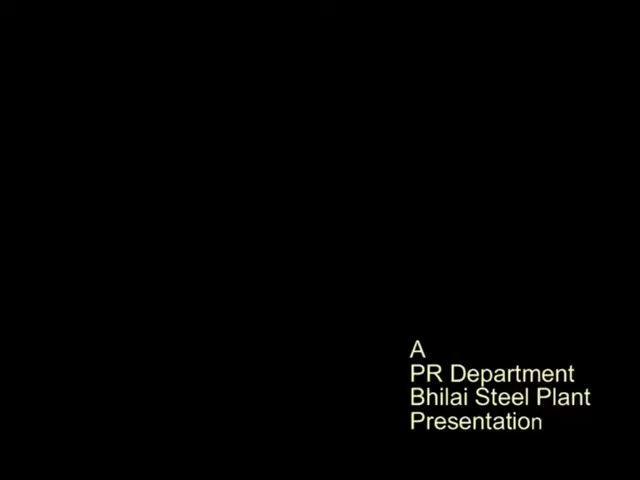 A
PR Department
Bhilai Steel Plant
Presentation